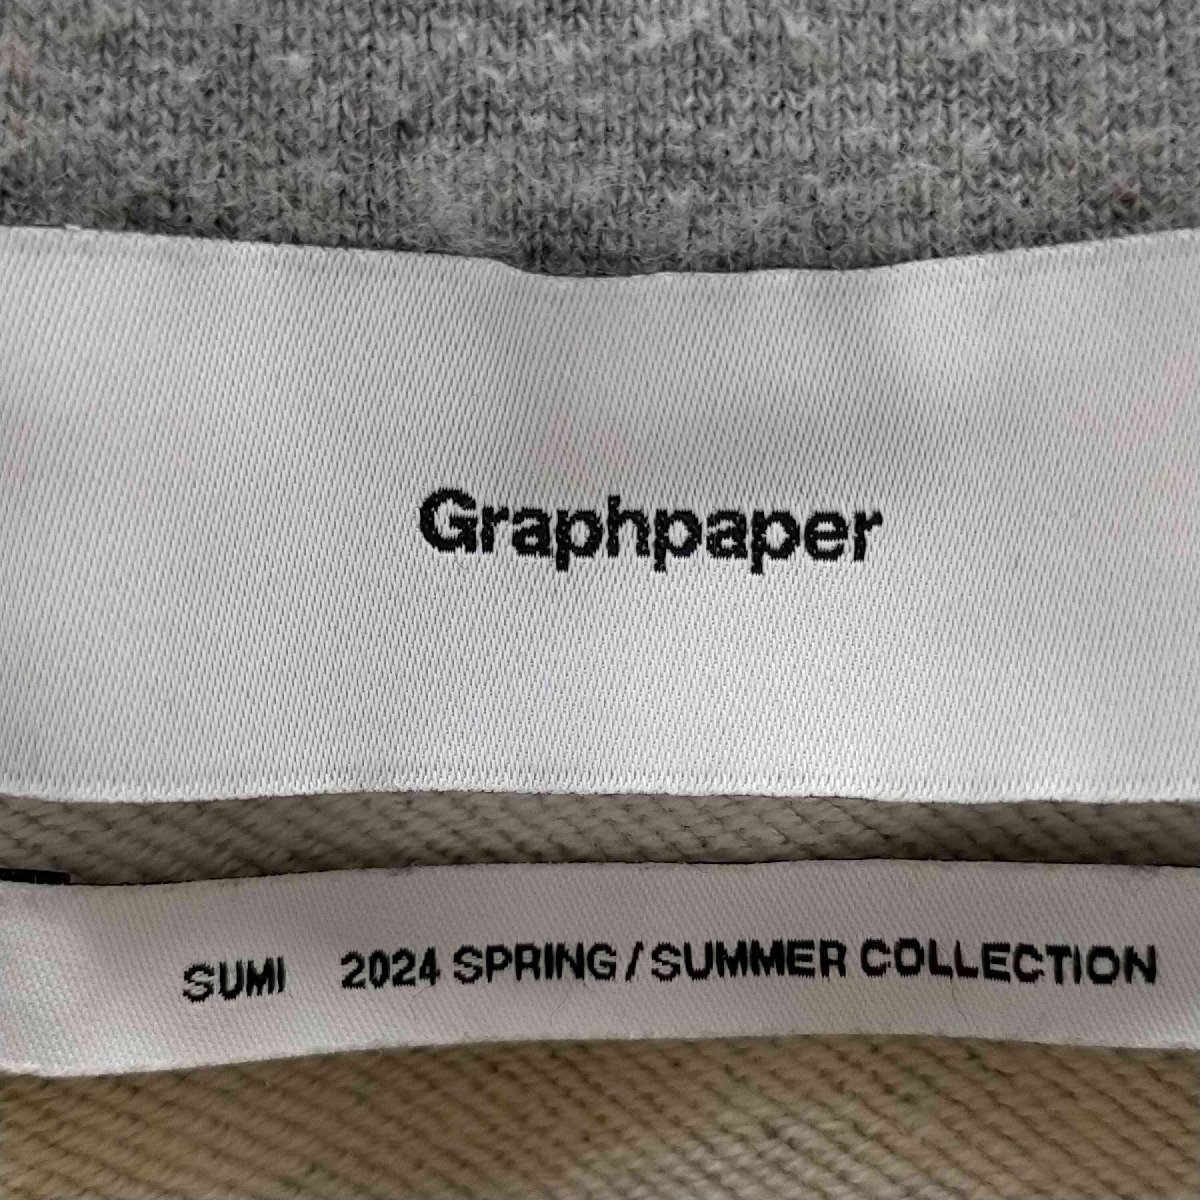 Graphpaper
SUMI 2024 SPRING/SUMMER COLLECTION